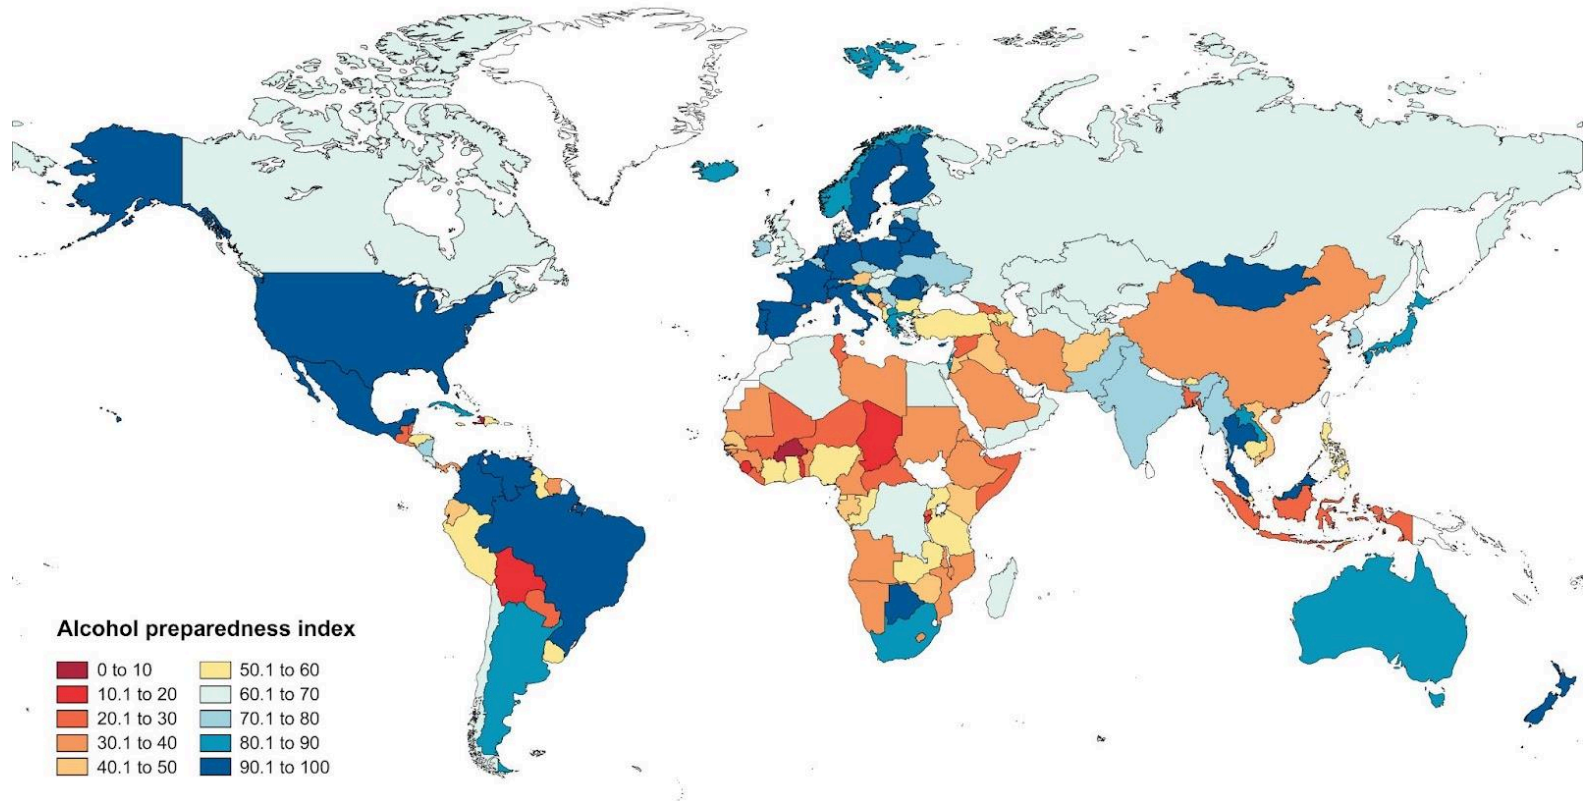 Alcohol preparedness index
0 to 10
10.1 to 20
20.1 to 30
30.1 to 40
40.1 to 50
50.1 to 60
60.1 to 70
70.1 to 80
80.1 to 90
90.1 to 100